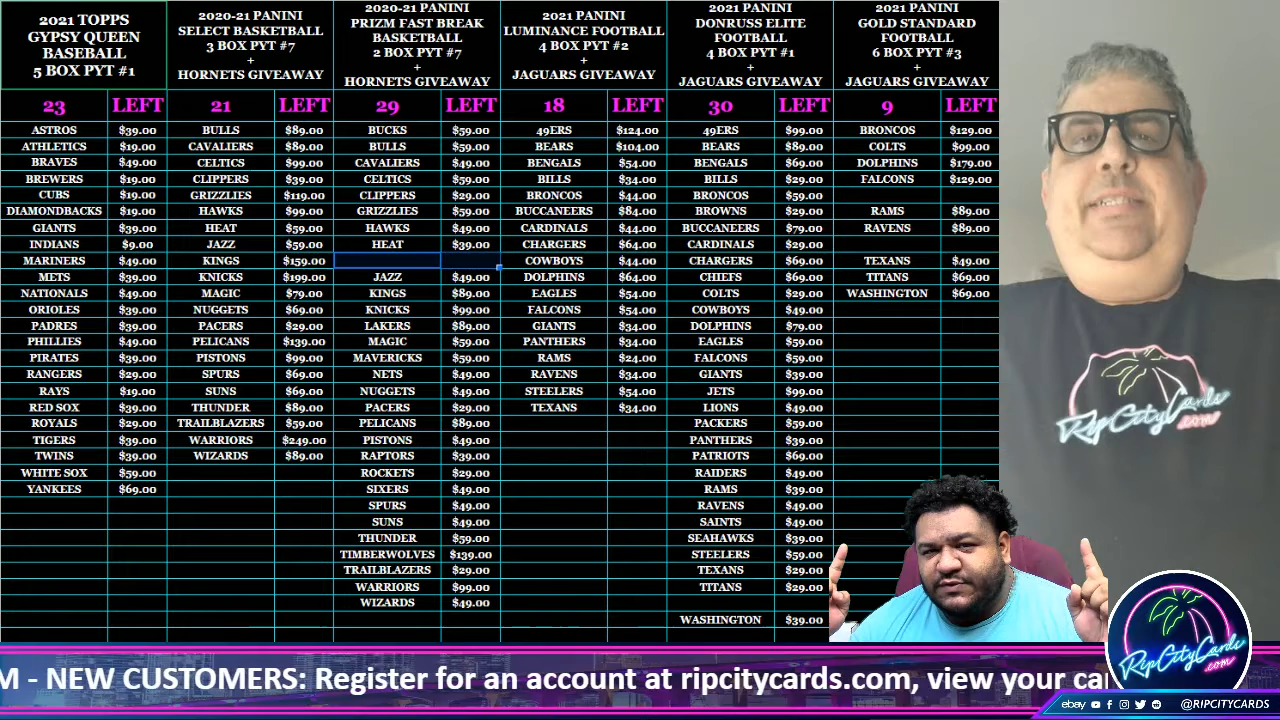 2021 TOPPS
GYPSY QUEEN
BASEBALL
5 BOX PYT #1
23 LEFT
ASTROS $39.00
ATHLETICS $19.00
BRAVES $49.00
BREWERS $19.00
CUBS $19.00
DIAMONDBACKS $19.00
GIANTS $39.00
INDIANS $9.00
MARINERS $49.00
METS $39.00
NATIONALS $49.00
ORIOLES $39.00
PADRES $39.00
PHILLIES $49.00
PIRATES $39.00
RANGERS $29.00
RAYS $19.00
RED SOX $39.00
ROYALS $29.00
TIGERS $39.00
TWINS $39.00
WHITE SOX $59.00
YANKEES $69.00
2020-21 PANINI
SELECT BASKETBALL
3 BOX PYT #7
+
HORNETS GIVEAWAY
21 LEFT
BULLS $89.00
CAVALIERS $89.00
CELTICS $99.00
CLIPPERS $39.00
GRIZZLIES $119.00
HAWKS $99.00
HEAT $59.00
JAZZ $59.00
KINGS $159.00
KNICKS $199.00
MAGIC $79.00
NUGGETS $69.00
PACERS $29.00
PELICANS $139.00
PISTONS $99.00
SPURS $69.00
SUNS $69.00
THUNDER $89.00
TRAILBLAZERS $59.00
WARRIORS $249.00
WIZARDS $89.00
2020-21 PANINI
PRIZM FAST BREAK
BASKETBALL
2 BOX PYT #7
+
HORNETS GIVEAWAY
29 LEFT
BUCKS $59.00
BULLS $59.00
CAVALIERS $49.00
CELTICS $59.00
CLIPPERS $29.00
GRIZZLIES $59.00
HAWKS $49.00
HEAT $39.00
JAZZ $49.00
KINGS $89.00
KNICKS $99.00
LAKERS $89.00
MAGIC $59.00
MAVERICKS $59.00
NETS $49.00
NUGGETS $49.00
PACERS $29.00
PELICANS $89.00
PISTONS $49.00
RAPTORS $39.00
ROCKETS $29.00
SIXERS $49.00
SPURS $49.00
SUNS $49.00
THUNDER $59.00
TIMBERWOLVES $139.00
TRAILBLAZERS $29.00
WARRIORS $99.00
WIZARDS $49.00
2021 PANINI
LUMINANCE FOOTBALL
4 BOX PYT #2
+
JAGUARS GIVEAWAY
18 LEFT
49ERS $124.00
BEARS $104.00
BENGALS $54.00
BILLS $34.00
BRONCOS $44.00
BUCCANEERS $84.00
CARDINALS $44.00
CHARGERS $64.00
COWBOYS $44.00
DOLPHINS $64.00
EAGLES $54.00
FALCONS $54.00
GIANTS $34.00
PANTHERS $34.00
RAMS $24.00
RAVENS $34.00
STEELERS $54.00
TEXANS $34.00
2021 PANINI
DONRUSS ELITE
FOOTBALL
4 BOX PYT #1
+
JAGUARS GIVEAWAY
30 LEFT
49ERS $99.00
BEARS $89.00
BENGALS $69.00
BILLS $29.00
BRONCOS $59.00
BROWNS $29.00
BUCCANEERS $79.00
CARDINALS $29.00
CHARGERS $69.00
CHIEFS $69.00
COLTS $29.00
COWBOYS $49.00
DOLPHINS $79.00
EAGLES $59.00
FALCONS $59.00
GIANTS $39.00
JETS $99.00
LIONS $49.00
PACKERS $59.00
PANTHERS $39.00
PATRIOTS $69.00
RAIDERS $49.00
RAMS $39.00
RAVENS $49.00
SAINTS $49.00
SEAHAWKS $39.00
STEELERS $59.00
TEXANS $29.00
TITANS $29.00
WASHINGTON $39.00
2021 PANINI
GOLD STANDARD
FOOTBALL
6 BOX PYT #3
+
JAGUARS GIVEAWAY
9 LEFT
BRONCOS $129.00
COLTS $99.00
DOLPHINS $179.00
FALCONS $129.00
RAMS $89.00
RAVENS $89.00
TEXANS $49.00
TITANS $69.00
WASHINGTON $69.00
RipCityCards
.com
M - NEW CUSTOMERS: Register for an account at ripcitycards.com, view your ca
RipCityCards
.com
ebay @RIPCITYCARDS